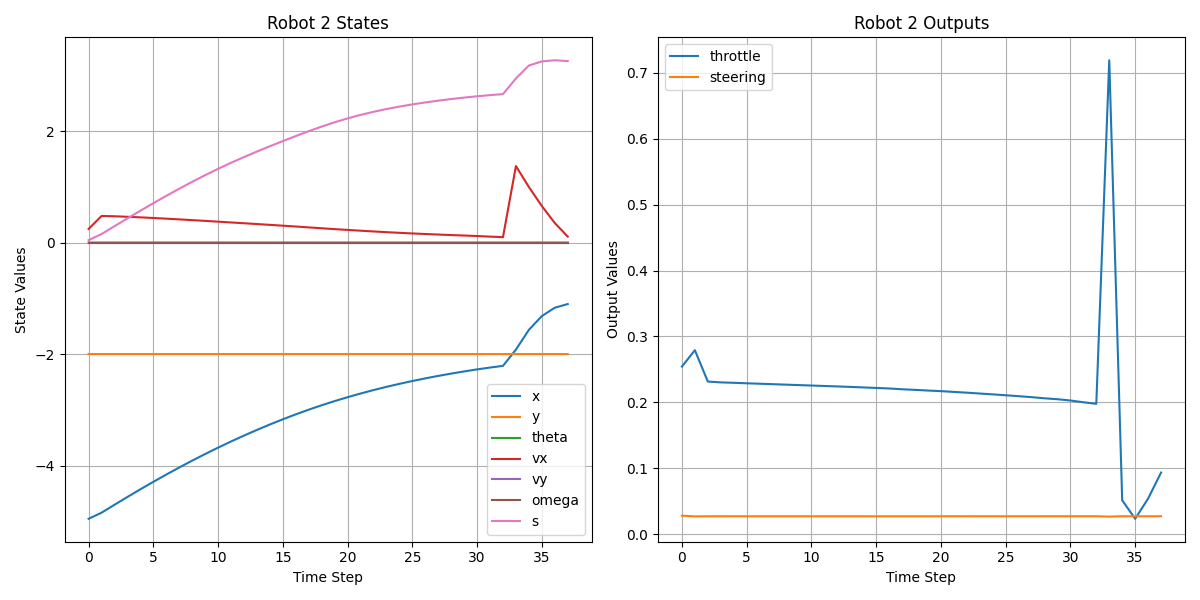 Robot 2 States
State Values
2
0
−2
−4
0 5 10 15 20 25 30 35
Time Step
x
y
theta
vx
vy
omega
s
Robot 2 Outputs
Output Values
0.7
0.6
0.5
0.4
0.3
0.2
0.1
0.0
0 5 10 15 20 25 30 35
Time Step
throttle
steering